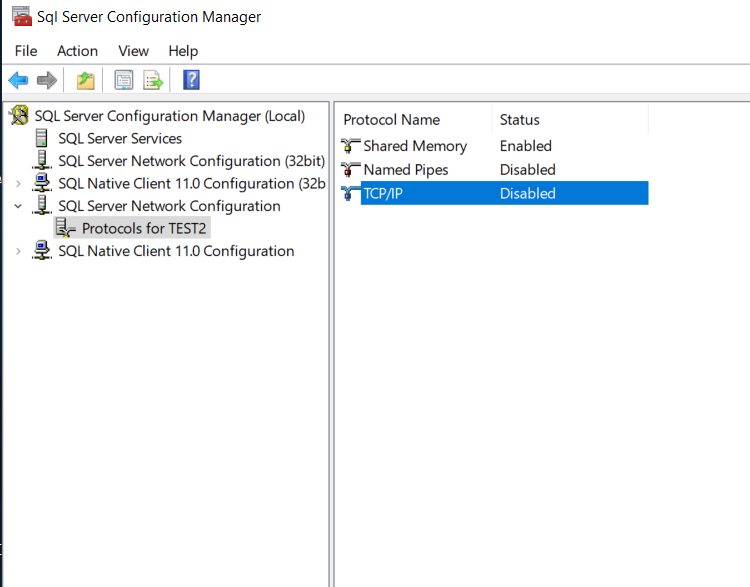 Sql Server Configuration Manager
File Action View Help
SQL Server Configuration Manager (Local)
SQL Server Services
SQL Server Network Configuration (32bit)
SQL Native Client 11.0 Configuration (32b
SQL Server Network Configuration
Protocols for TEST2
SQL Native Client 11.0 Configuration
Protocol Name Status
Shared Memory Enabled
Named Pipes Disabled
TCP/IP Disabled